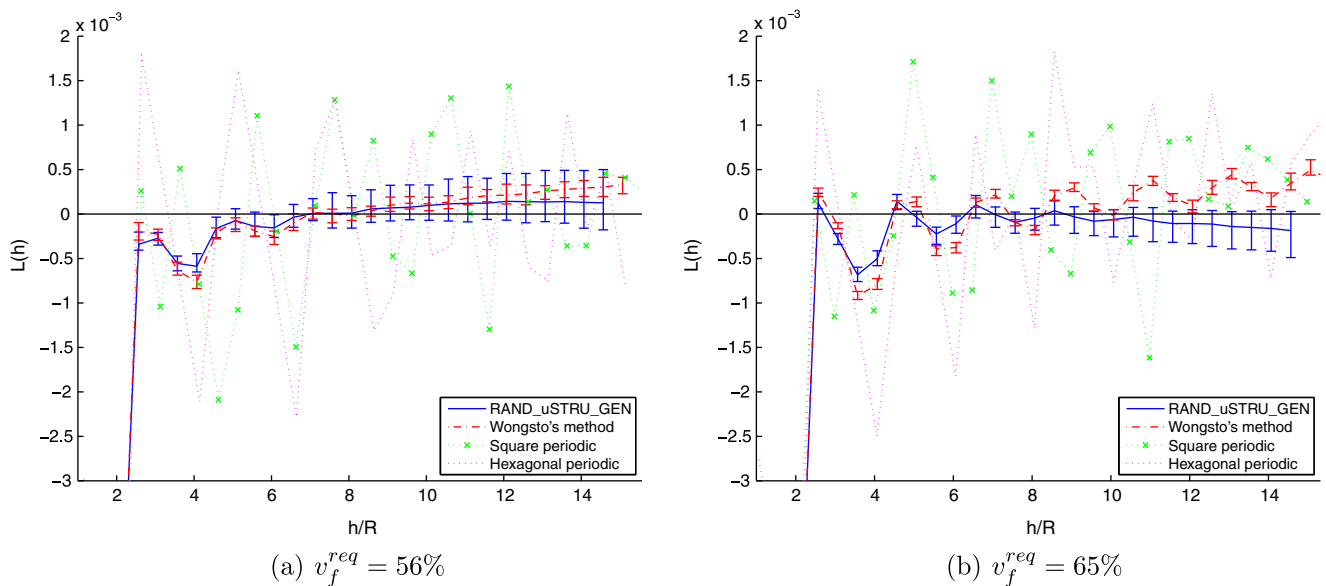 x 10⁻³
2
1.5
1
0.5
0
−0.5
−1
−1.5
−2
−2.5
−3
L(h)
2 4 6 8 10 12 14
h/R
RAND_uSTRU_GEN
Wongsto's method
Square periodic
Hexagonal periodic
(a) v_f^{req} = 56%
x 10⁻³
2
1.5
1
0.5
0
−0.5
−1
−1.5
−2
−2.5
−3
L(h)
2 4 6 8 10 12 14
h/R
RAND_uSTRU_GEN
Wongsto's method
Square periodic
Hexagonal periodic
(b) v_f^{req} = 65%